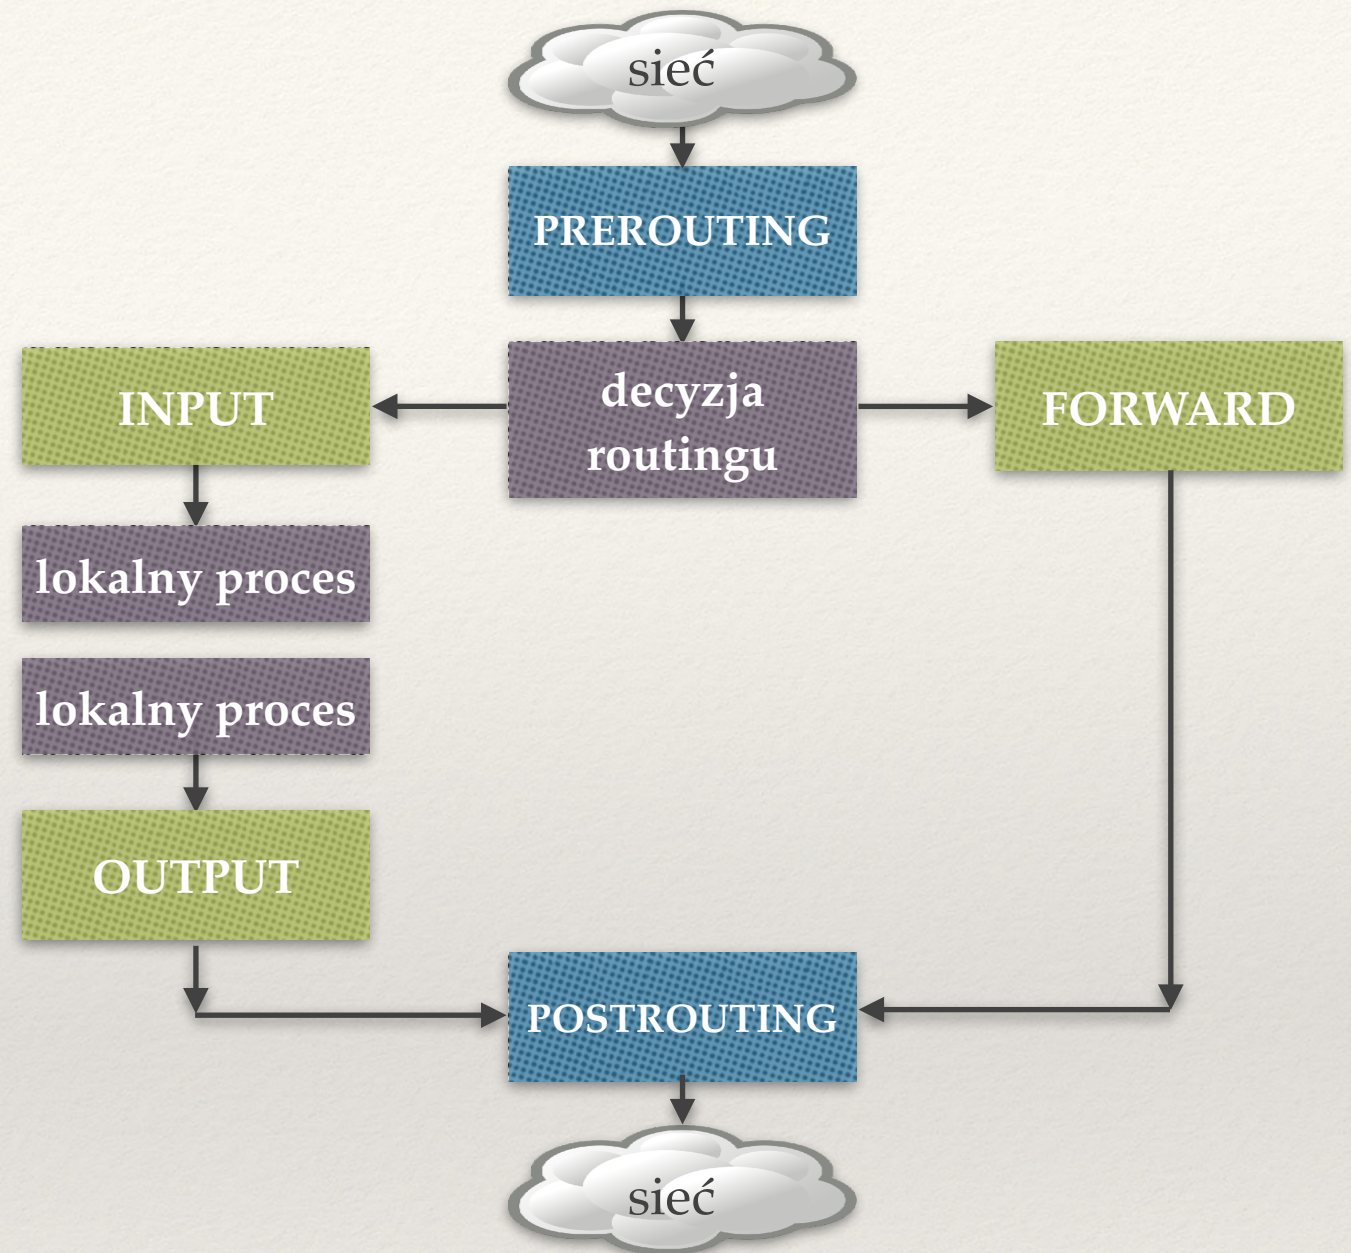 sieć
PREROUTING
INPUT
decyzja
routingu
FORWARD
lokalny proces
lokalny proces
OUTPUT
POSTROUTING
sieć